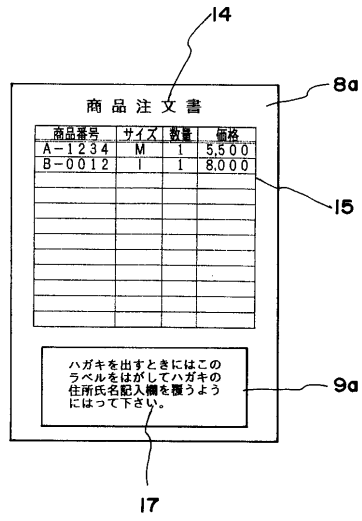 14
8a
商品注文書
商品番号 サイズ 数量 価格
A-1234 M 1 5,500
B-0012 I 1 8,000
15
ハガキを出すときにはこの
ラベルをはがしてハガキの
住所氏名記入欄を覆うよう
にはって下さい。
9a
17